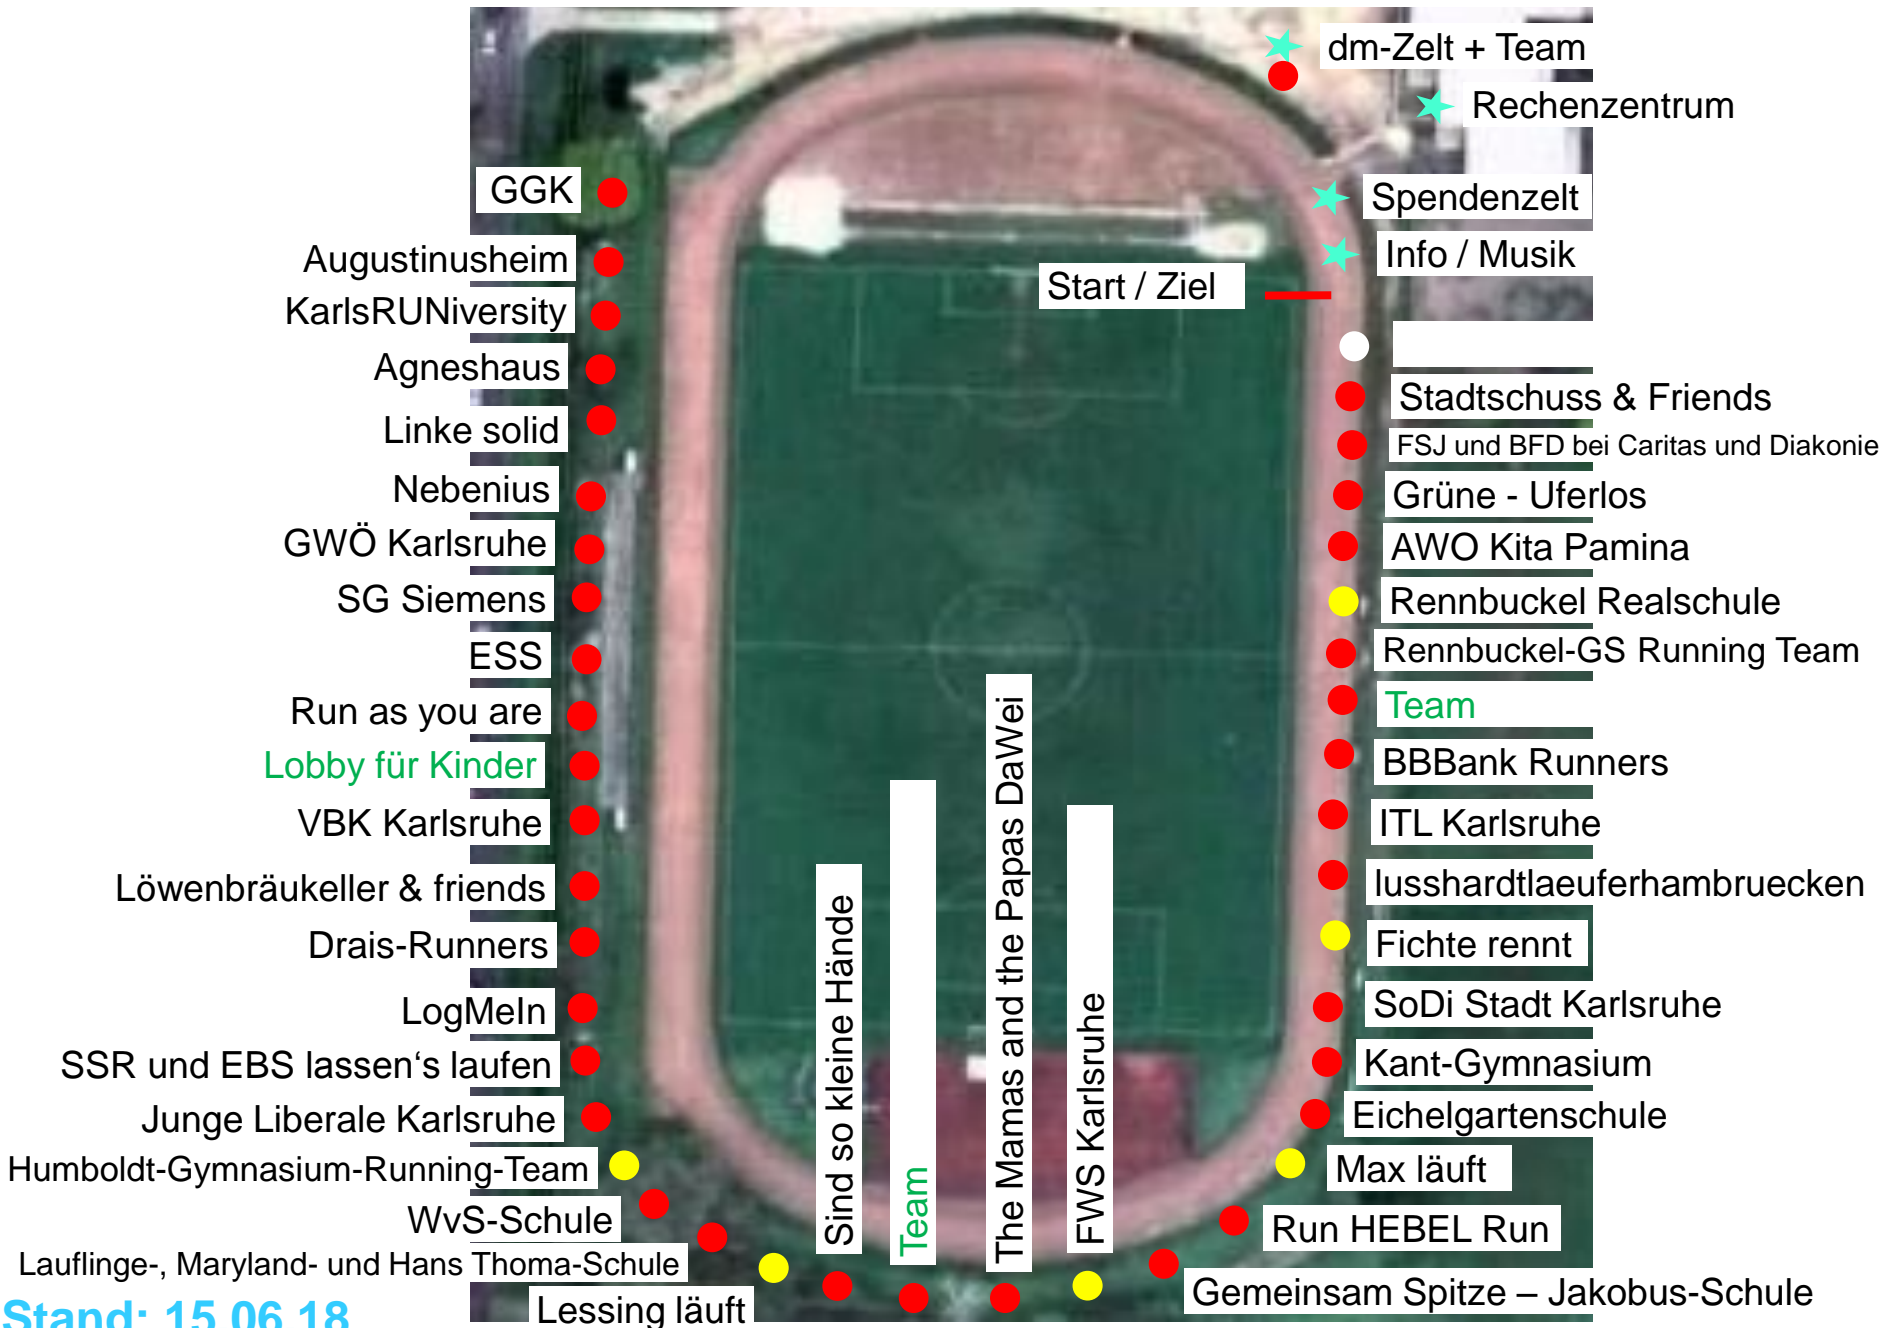 dm-Zelt + Team
Rechenzentrum
GGK
Spendenzelt
Augustinusheim
Info / Musik
Start / Ziel
KarlsRUNiversity
Agneshaus
Stadtschuss & Friends
Linke solid
FSJ und BFD bei Caritas und Diakonie
Nebenius
Grüne - Uferlos
GWÖ Karlsruhe
AWO Kita Pamina
SG Siemens
Rennbuckel Realschule
ESS
Rennbuckel-GS Running Team
Run as you are
Team
Lobby für Kinder
BBBank Runners
VBK Karlsruhe
ITL Karlsruhe
Löwenbräukeller & friends
lusshardtlaeuferhambruecken
Drais-Runners
Fichte rennt
LogMeIn
SoDi Stadt Karlsruhe
SSR und EBS lassen‘s laufen
Kant-Gymnasium
Junge Liberale Karlsruhe
Eichelgartenschule
Humboldt-Gymnasium-Running-Team
Max läuft
WvS-Schule
Run HEBEL Run
Lauflinge-, Maryland- und Hans Thoma-Schule
Lessing läuft
Sind so kleine Hände
Team
The Mamas and the Papas DaWei
FWS Karlsruhe
Gemeinsam Spitze – Jakobus-Schule
Stand: 15.06.18